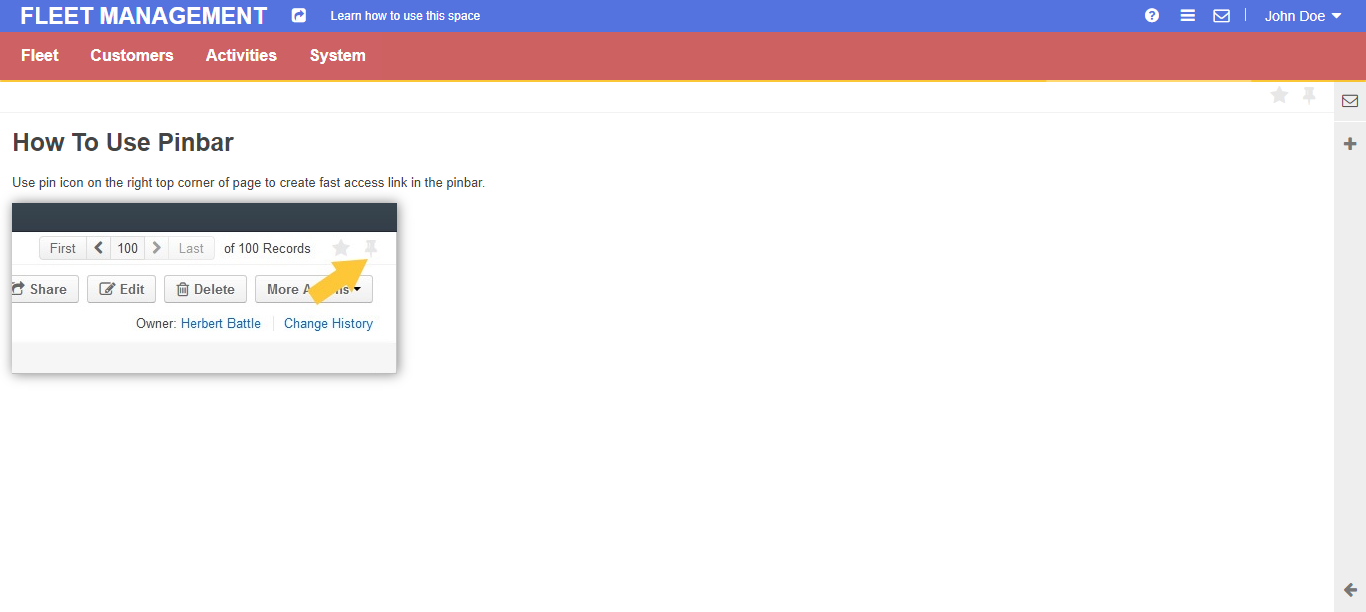 FLEET MANAGEMENT Learn how to use this space John Doe
Fleet Customers Activities System
How To Use Pinbar
Use pin icon on the right top corner of page to create fast access link in the pinbar.
First 100 Last of 100 Records
Share Edit Delete More
Owner: Herbert Battle Change History